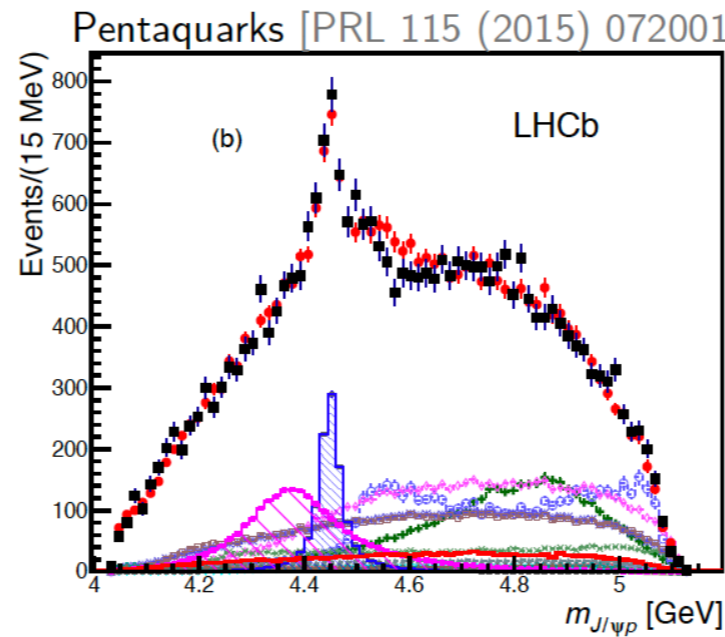 Pentaquarks [PRL 115 (2015) 072001
(b)
LHCb
Events/(15 MeV)
800
700
600
500
400
300
200
100
0
4 4.2 4.4 4.6 4.8 5
m_{J/ψp} [GeV]